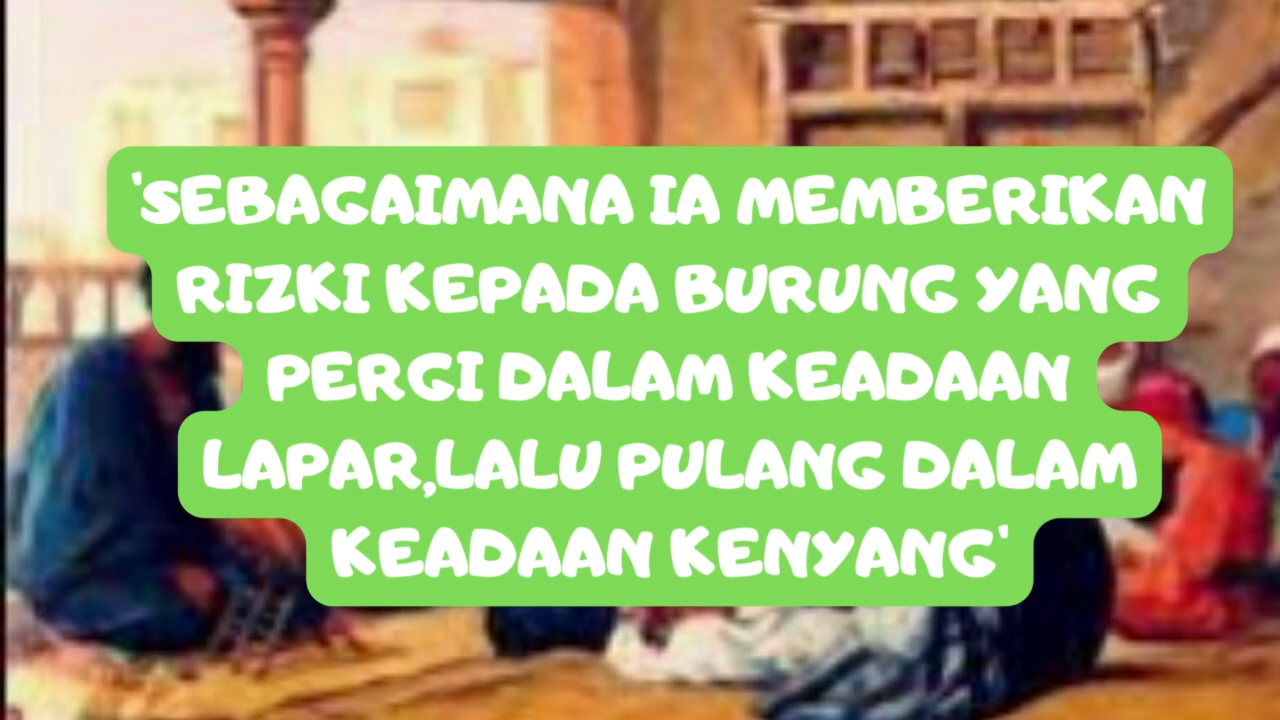 'SEBAGAIMANA IA MEMBERIKAN
RIZKI KEPADA BURUNG YANG
PERGI DALAM KEADAAN
LAPAR,LALU PULANG DALAM
KEADAAN KENYANG'